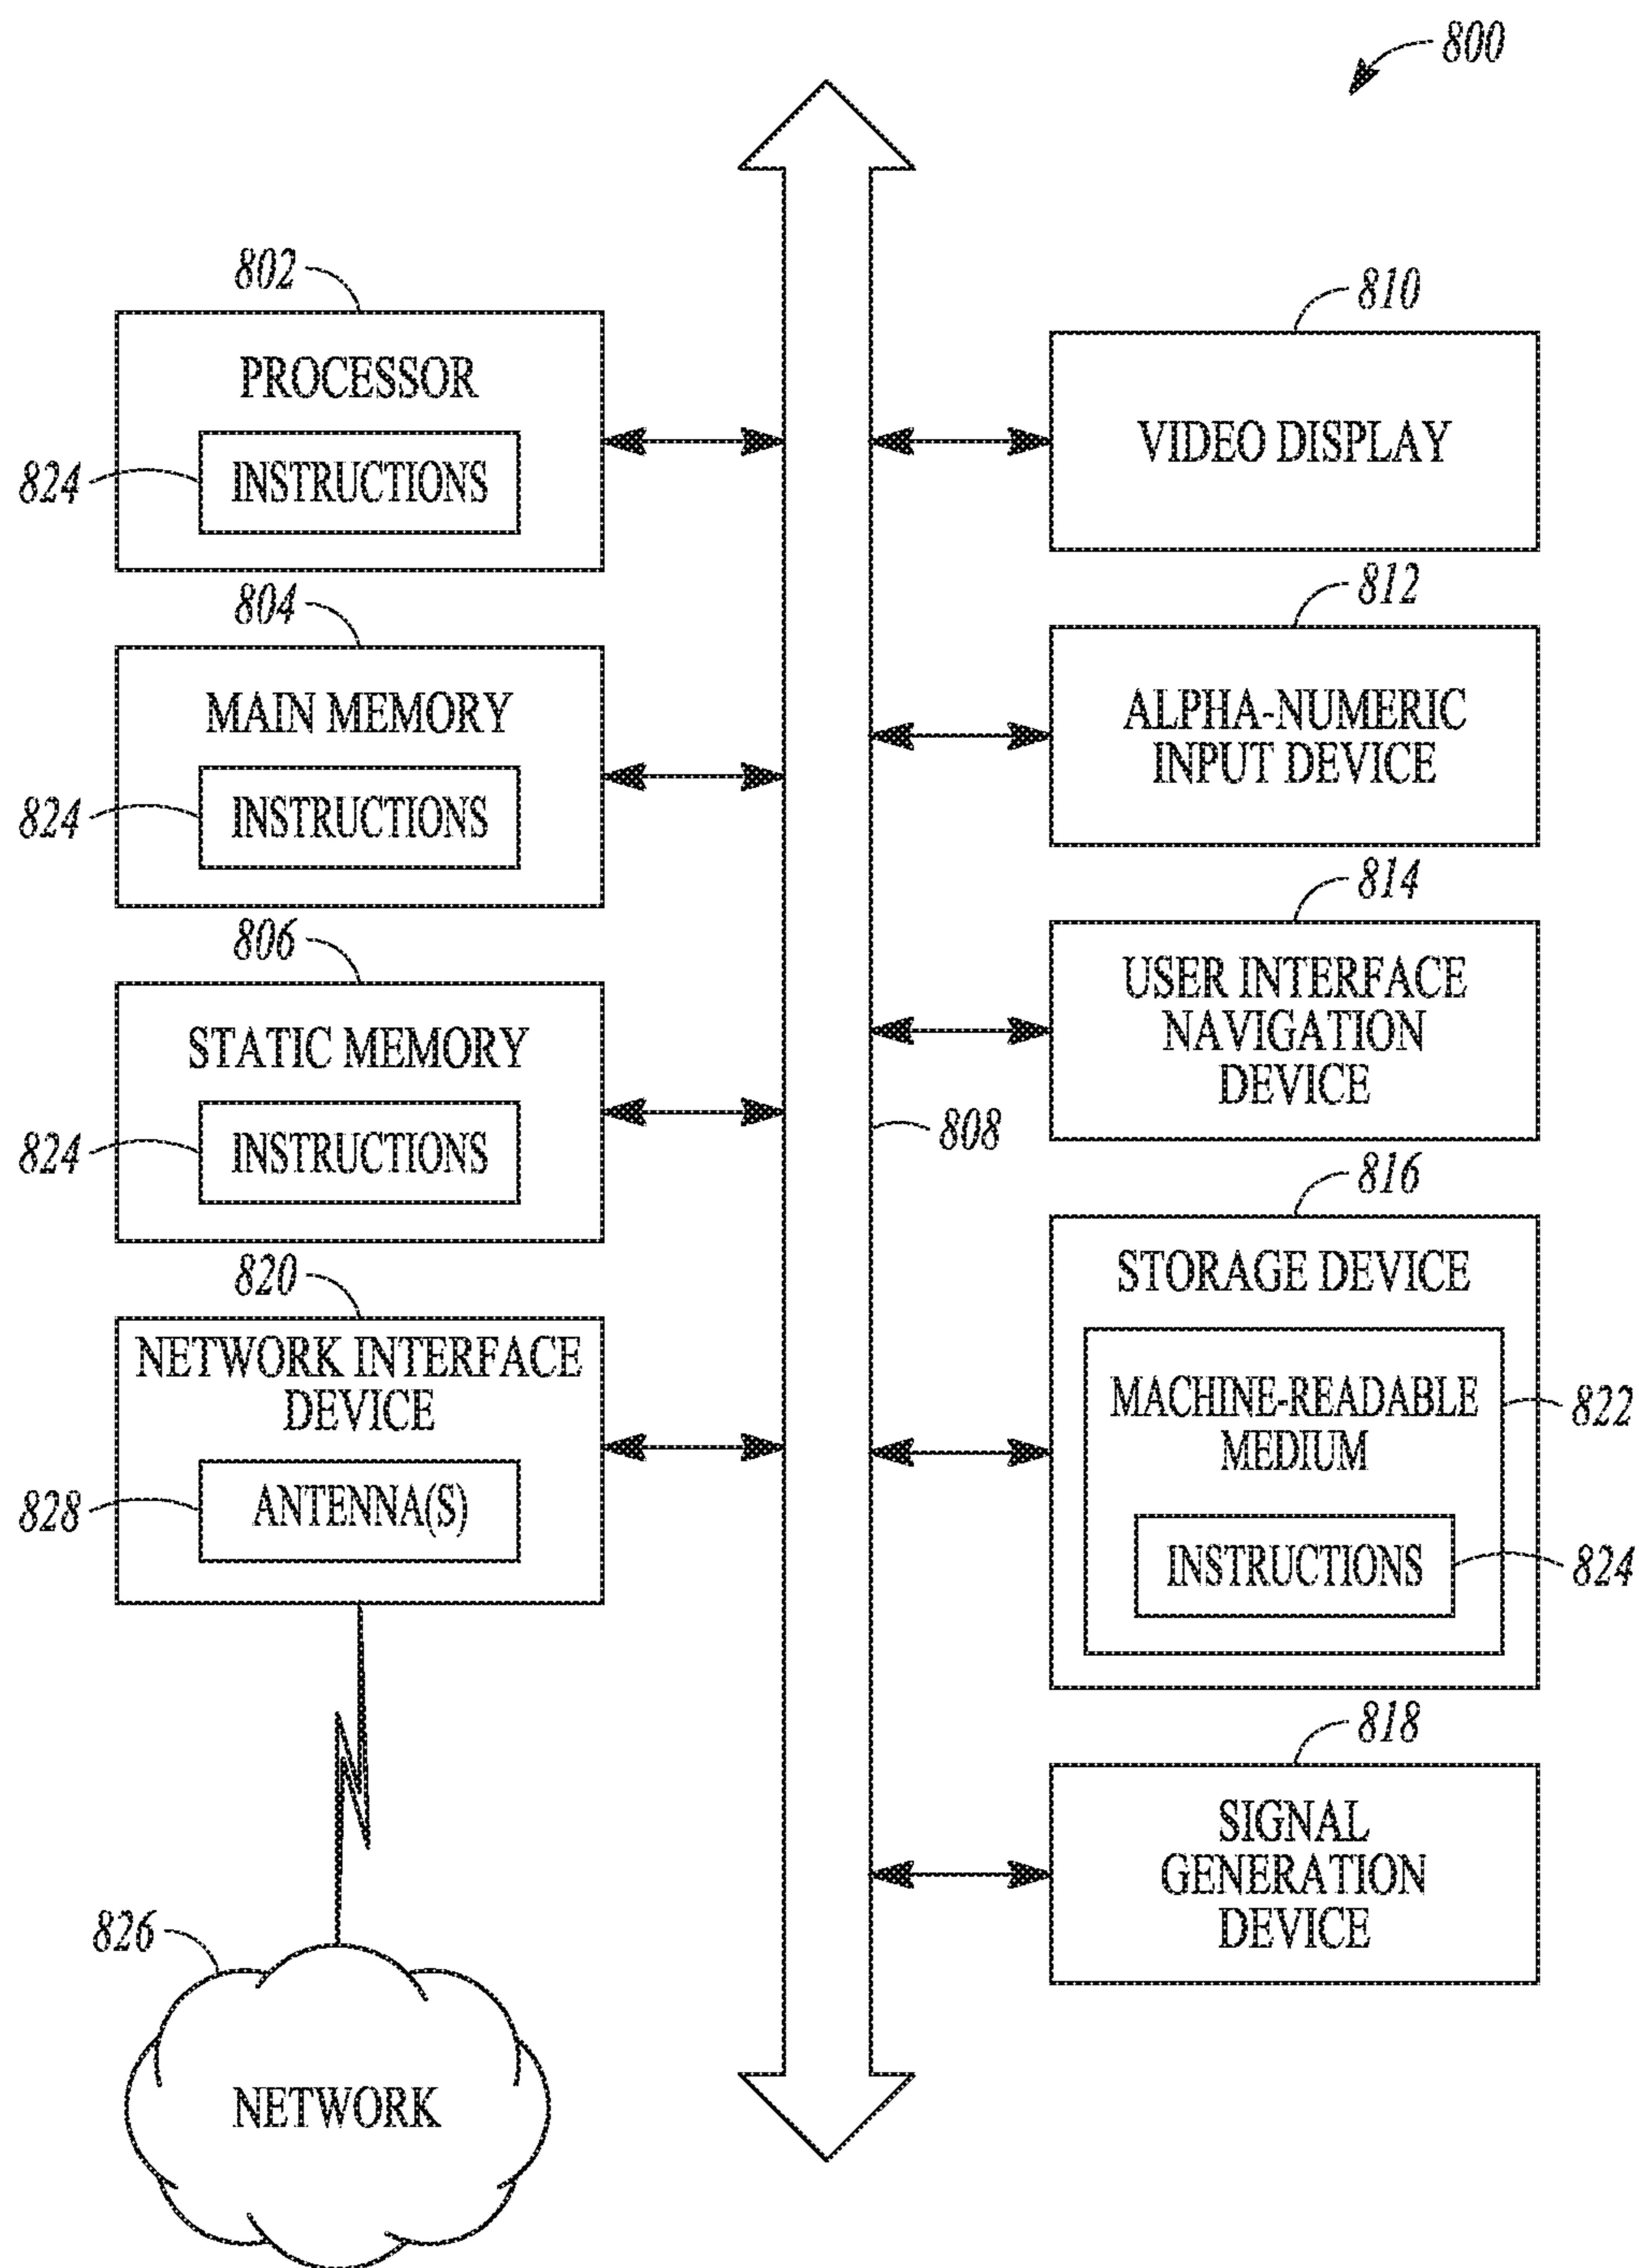 800
802
PROCESSOR
824
INSTRUCTIONS
804
MAIN MEMORY
824
INSTRUCTIONS
806
STATIC MEMORY
824
INSTRUCTIONS
820
NETWORK INTERFACE
DEVICE
828
ANTENNA(S)
826
NETWORK
808
810
VIDEO DISPLAY
812
ALPHA-NUMERIC
INPUT DEVICE
814
USER INTERFACE
NAVIGATION
DEVICE
816
STORAGE DEVICE
MACHINE-READABLE
MEDIUM
822
INSTRUCTIONS
824
818
SIGNAL
GENERATION
DEVICE